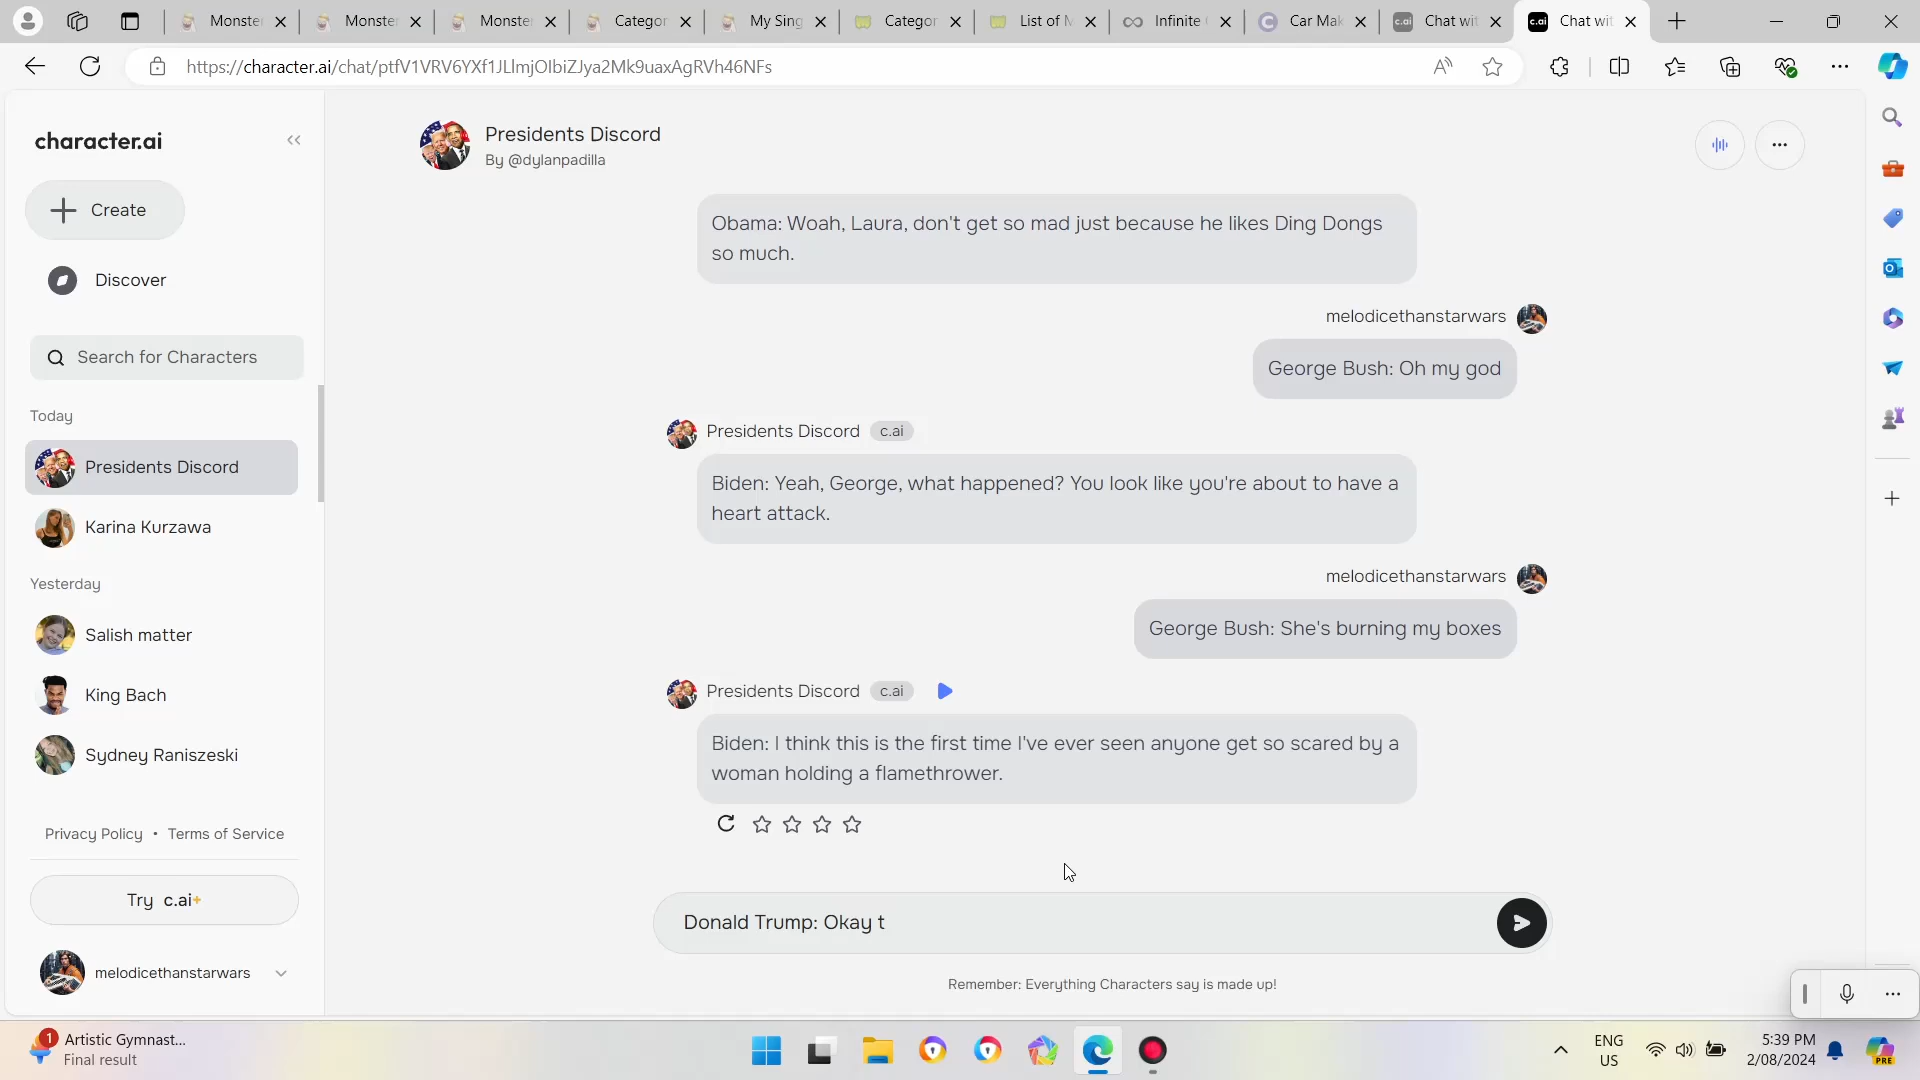 Monster
Monster
Monster
Categor
My Sing
Categor
List of M
Infinite
Car Mak
Chat wit
Chat wit
https://character.ai/chat/ptfV1VRV6YXf1JLlmjOIbiZJya2Mk9uaxAgRVh46NFs
character.ai
Create
Discover
Search for Characters
Today
Presidents Discord
Karina Kurzawa
Yesterday
Salish matter
King Bach
Sydney Raniszeski
Privacy Policy • Terms of Service
Try c.ai+
melodicethanstarwars
Presidents Discord
By @dylanpadilla
Obama: Woah, Laura, don't get so mad just because he likes Ding Dongs
so much.
melodicethanstarwars
George Bush: Oh my god
Presidents Discord c.ai
Biden: Yeah, George, what happened? You look like you're about to have a
heart attack.
melodicethanstarwars
George Bush: She's burning my boxes
Presidents Discord c.ai
Biden: I think this is the first time I've ever seen anyone get so scared by a
woman holding a flamethrower.
Donald Trump: Okay t
Remember: Everything Characters say is made up!
1
Artistic Gymnast...
Final result
ENG
US
5:39 PM
2/08/2024
PRE